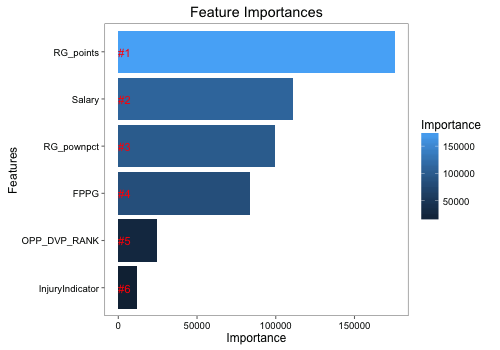 Feature Importances
Features
RG_points
#1
Salary
#2
RG_pownpct
#3
FPPG
#4
OPP_DVP_RANK
#5
InjuryIndicator
#6
0 50000 100000 150000
Importance
Importance
150000
100000
50000